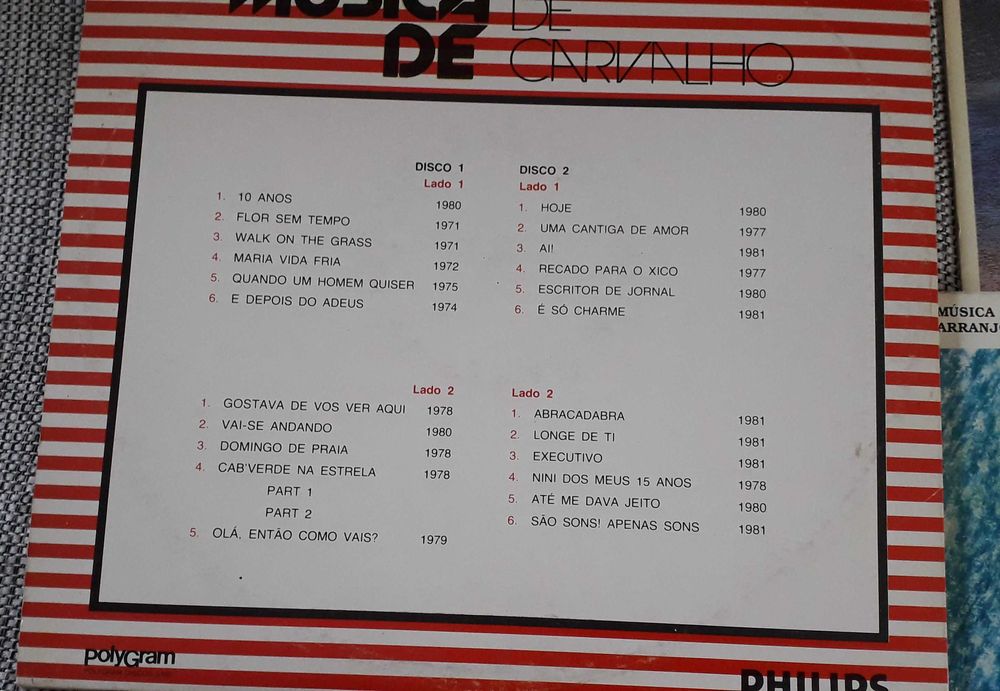 MÚSICA
DE
DE
CARVALHO
DISCO 1
Lado 1
1. 10 ANOS 1980
2. FLOR SEM TEMPO 1971
3. WALK ON THE GRASS 1971
4. MARIA VIDA FRIA 1972
5. QUANDO UM HOMEM QUISER 1975
6. E DEPOIS DO ADEUS 1974
Lado 2
1. GOSTAVA DE VOS VER AQUI 1978
2. VAI-SE ANDANDO 1980
3. DOMINGO DE PRAIA 1978
4. CAB'VERDE NA ESTRELA 1978
PART 1
PART 2
5. OLÁ, ENTÃO COMO VAIS? 1979
DISCO 2
Lado 1
1. HOJE 1980
2. UMA CANTIGA DE AMOR 1977
3. AI! 1981
4. RECADO PARA O XICO 1977
5. ESCRITOR DE JORNAL 1980
6. É SÓ CHARME 1981
Lado 2
1. ABRACADABRA 1981
2. LONGE DE TI 1981
3. EXECUTIVO 1981
4. NINI DOS MEUS 15 ANOS 1978
5. ATÉ ME DAVA JEITO 1980
6. SÃO SONS! APENAS SONS 1981
polyGram
PHILIPS
MÚSICA
ARRANJ